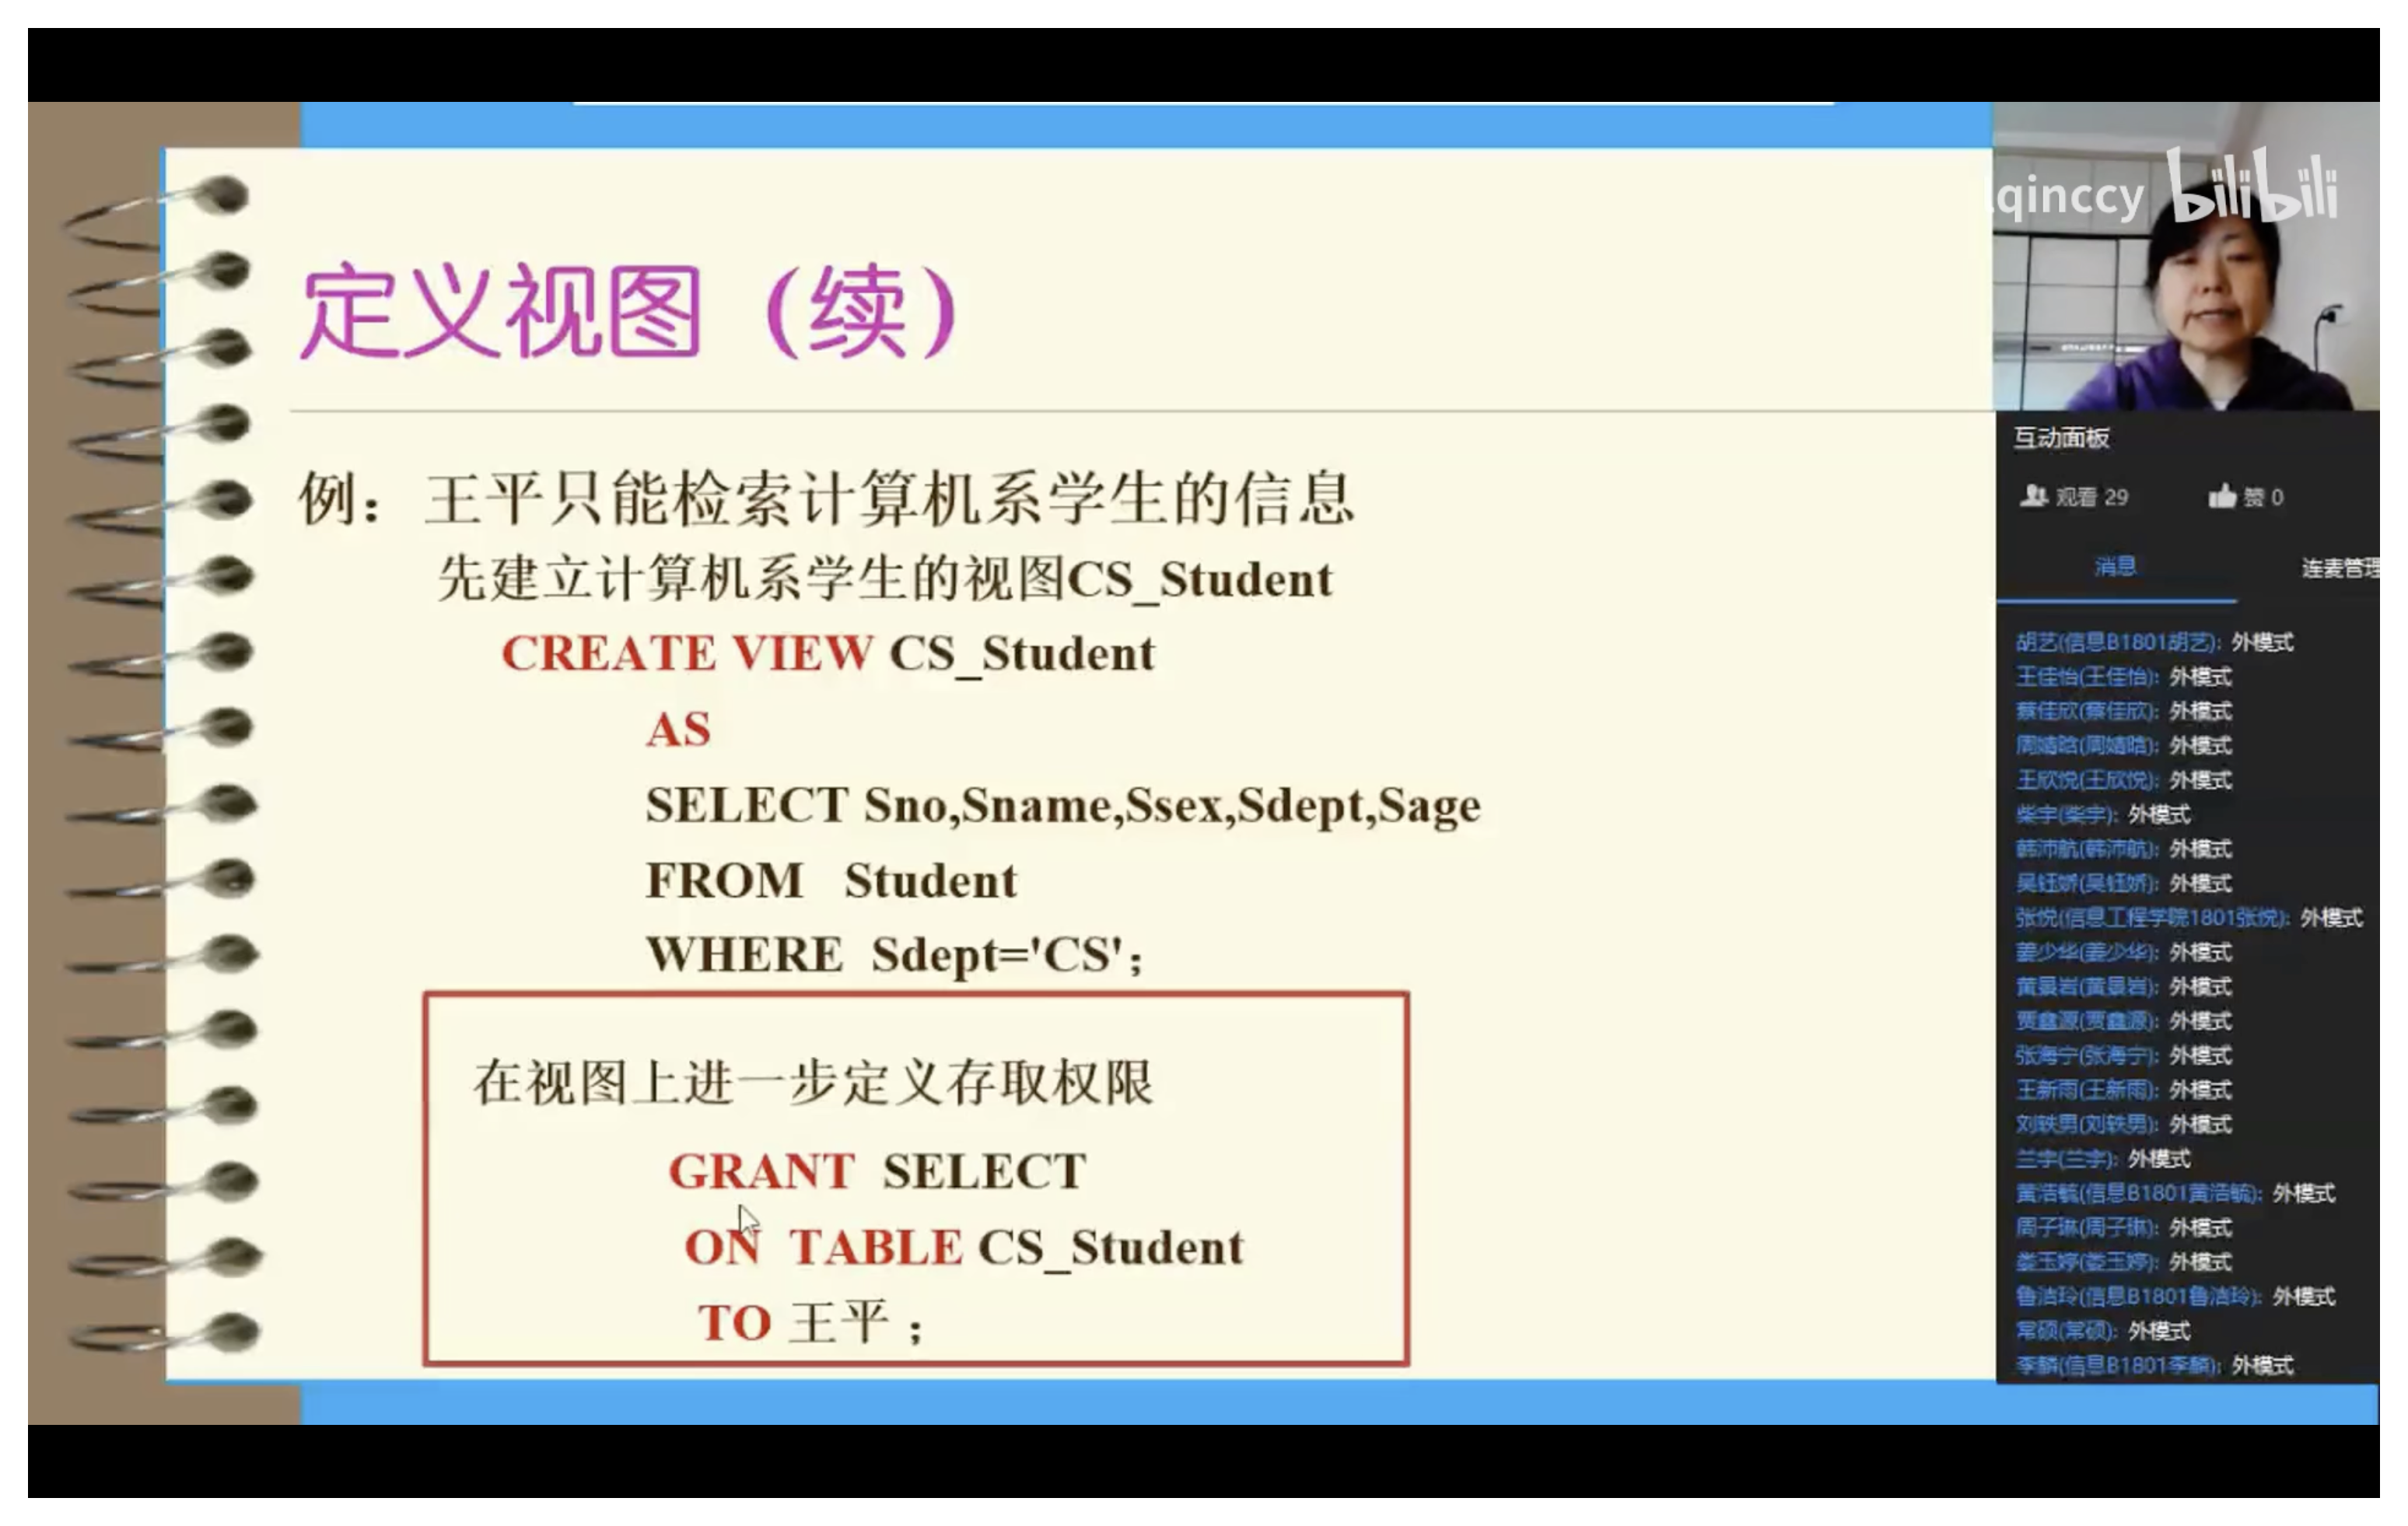 qinccy bilibili
定义视图（续）
例：王平只能检索计算机系学生的信息
先建立计算机系学生的视图CS_Student
CREATE VIEW CS_Student
AS
SELECT Sno,Sname,Ssex,Sdept,Sage
FROM Student
WHERE Sdept='CS'；
在视图上进一步定义存取权限
GRANT SELECT
ON TABLE CS_Student
TO 王平；
互动面板
观看 29 赞 0
消息 连麦管理
胡艺(信息B1801胡艺): 外模式
王佳怡(王佳怡): 外模式
蔡佳欣(蔡佳欣): 外模式
周婧晗(周婧晗): 外模式
王欣悦(王欣悦): 外模式
柴宇(柴宇): 外模式
韩沛航(韩沛航): 外模式
吴钰娇(吴钰娇): 外模式
张悦(信息工程学院1801张悦): 外模式
姜少华(姜少华): 外模式
黄景岩(黄景岩): 外模式
贾鑫源(贾鑫源): 外模式
张海宁(张海宁): 外模式
王新雨(王新雨): 外模式
刘轶男(刘轶男): 外模式
兰宇(兰宇): 外模式
黄浩毓(信息B1801黄浩毓): 外模式
周子琳(周子琳): 外模式
娄玉婷(娄玉婷): 外模式
鲁洁玲(信息B1801鲁洁玲): 外模式
常硕(常硕): 外模式
李麟(信息B1801李麟): 外模式